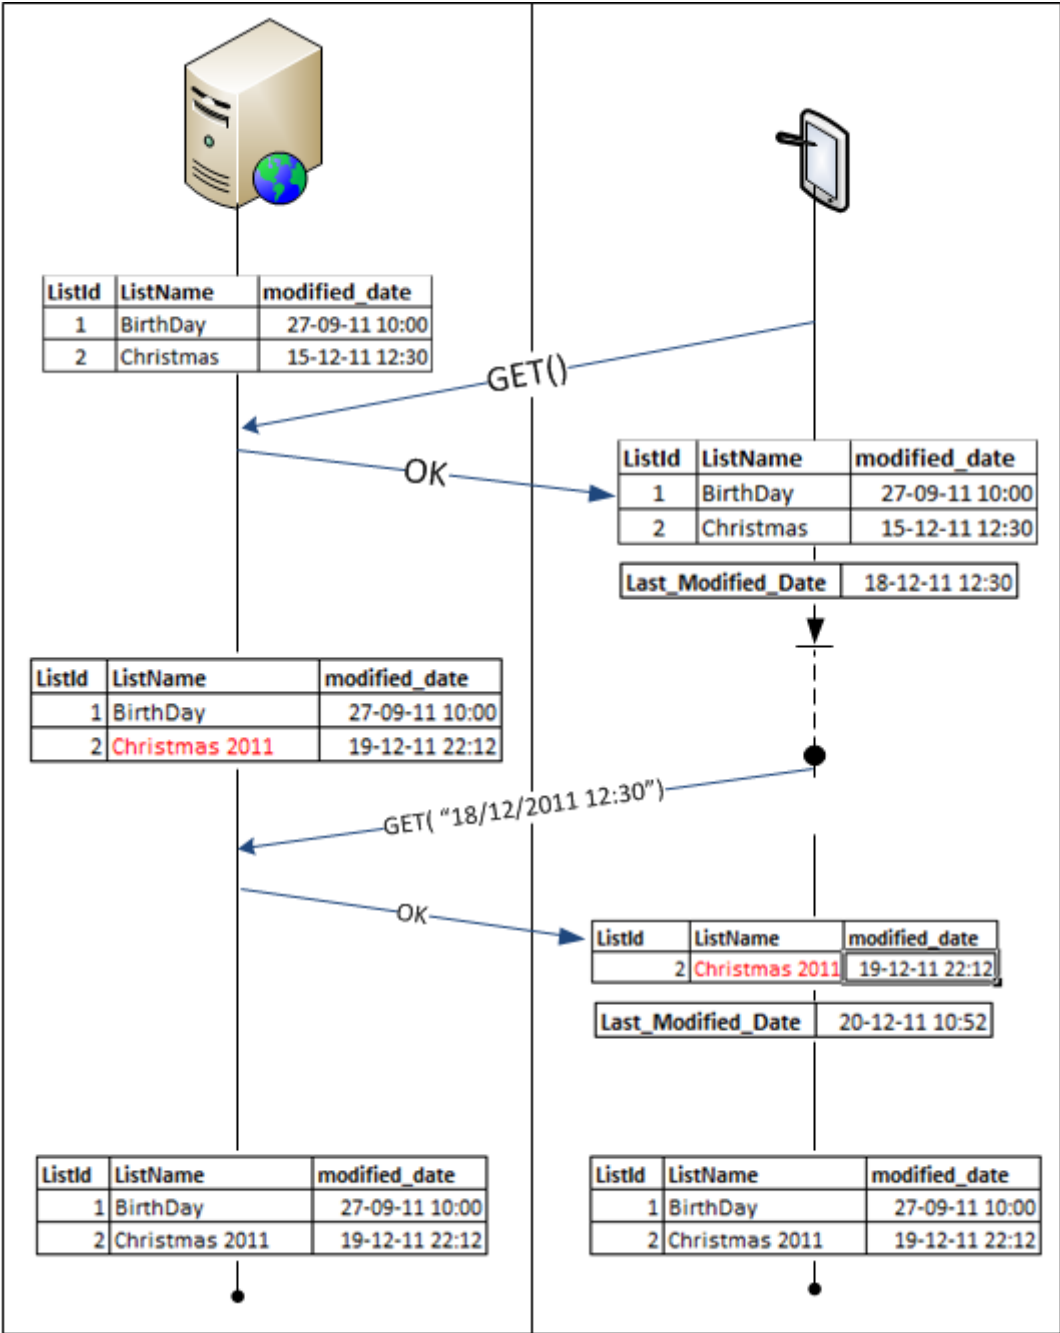 ListId ListName modified_date
1 BirthDay 27-09-11 10:00
2 Christmas 15-12-11 12:30
GET()
OK
ListId ListName modified_date
1 BirthDay 27-09-11 10:00
2 Christmas 15-12-11 12:30
Last_Modified_Date 18-12-11 12:30
ListId ListName modified_date
1 BirthDay 27-09-11 10:00
2 Christmas 2011 19-12-11 22:12
GET( “18/12/2011 12:30”)
OK
ListId ListName modified_date
2 Christmas 2011 19-12-11 22:12
Last_Modified_Date 20-12-11 10:52
ListId ListName modified_date
1 BirthDay 27-09-11 10:00
2 Christmas 2011 19-12-11 22:12
ListId ListName modified_date
1 BirthDay 27-09-11 10:00
2 Christmas 2011 19-12-11 22:12